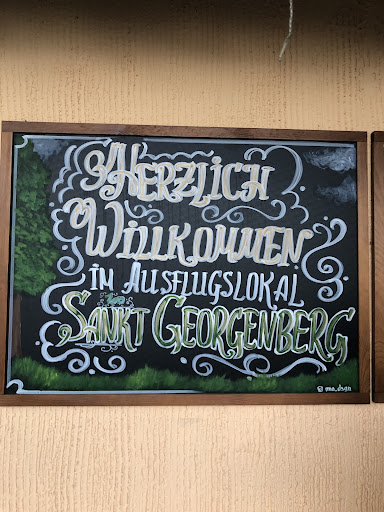 HERZLICH
WILLKOMMEN
IM AUSFLUGSLOKAL
SANKT GEORGENBERG